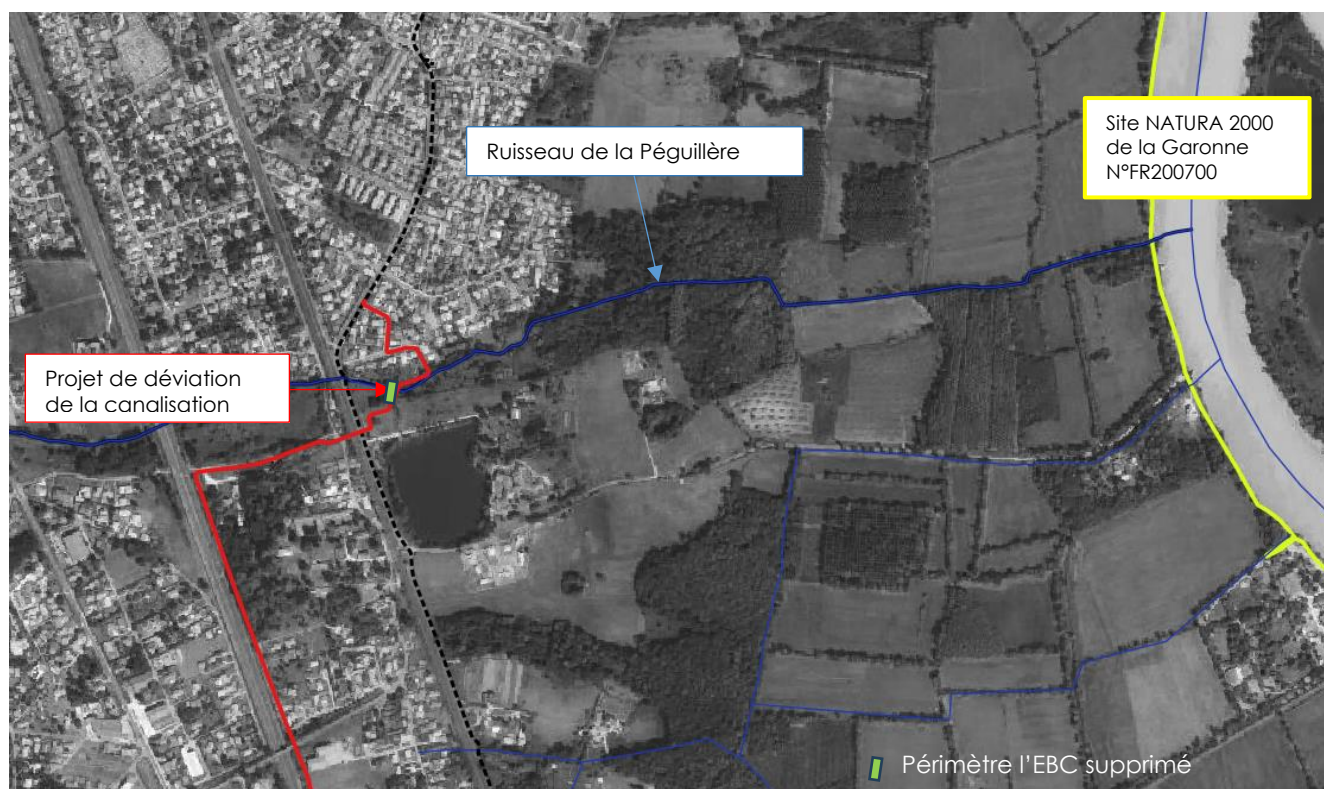 Site NATURA 2000
de la Garonne
N°FR200700
Ruisseau de la Péguillère
Projet de déviation
de la canalisation
Périmètre l’EBC supprimé